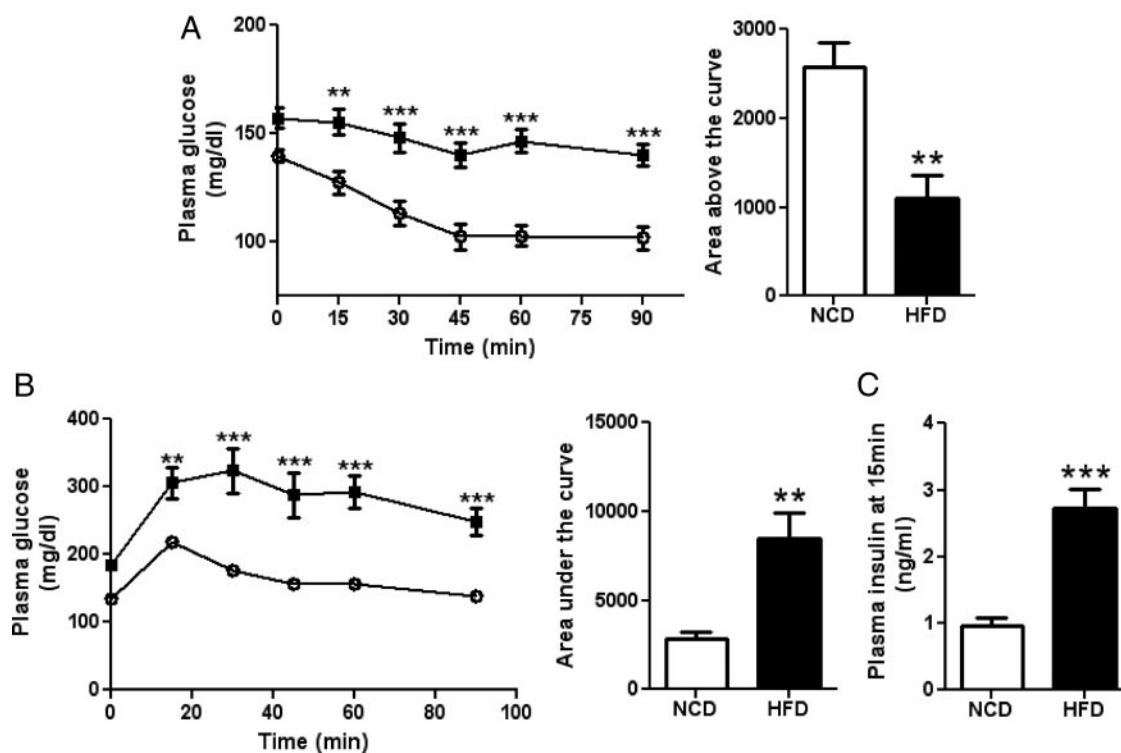 A
Plasma glucose
(mg/dl)
200
150
100
** *** *** *** ***
0 15 30 45 60 75 90
Time (min)
Area above the curve
3000
2000
1000
0
**
NCD HFD
B
Plasma glucose
(mg/dl)
400
300
200
100
0
** *** *** *** ***
0 20 40 60 80 100
Time (min)
Area under the curve
15000
10000
5000
0
**
NCD HFD
C
Plasma insulin at 15min
(ng/ml)
4
3
2
1
0
***
NCD HFD